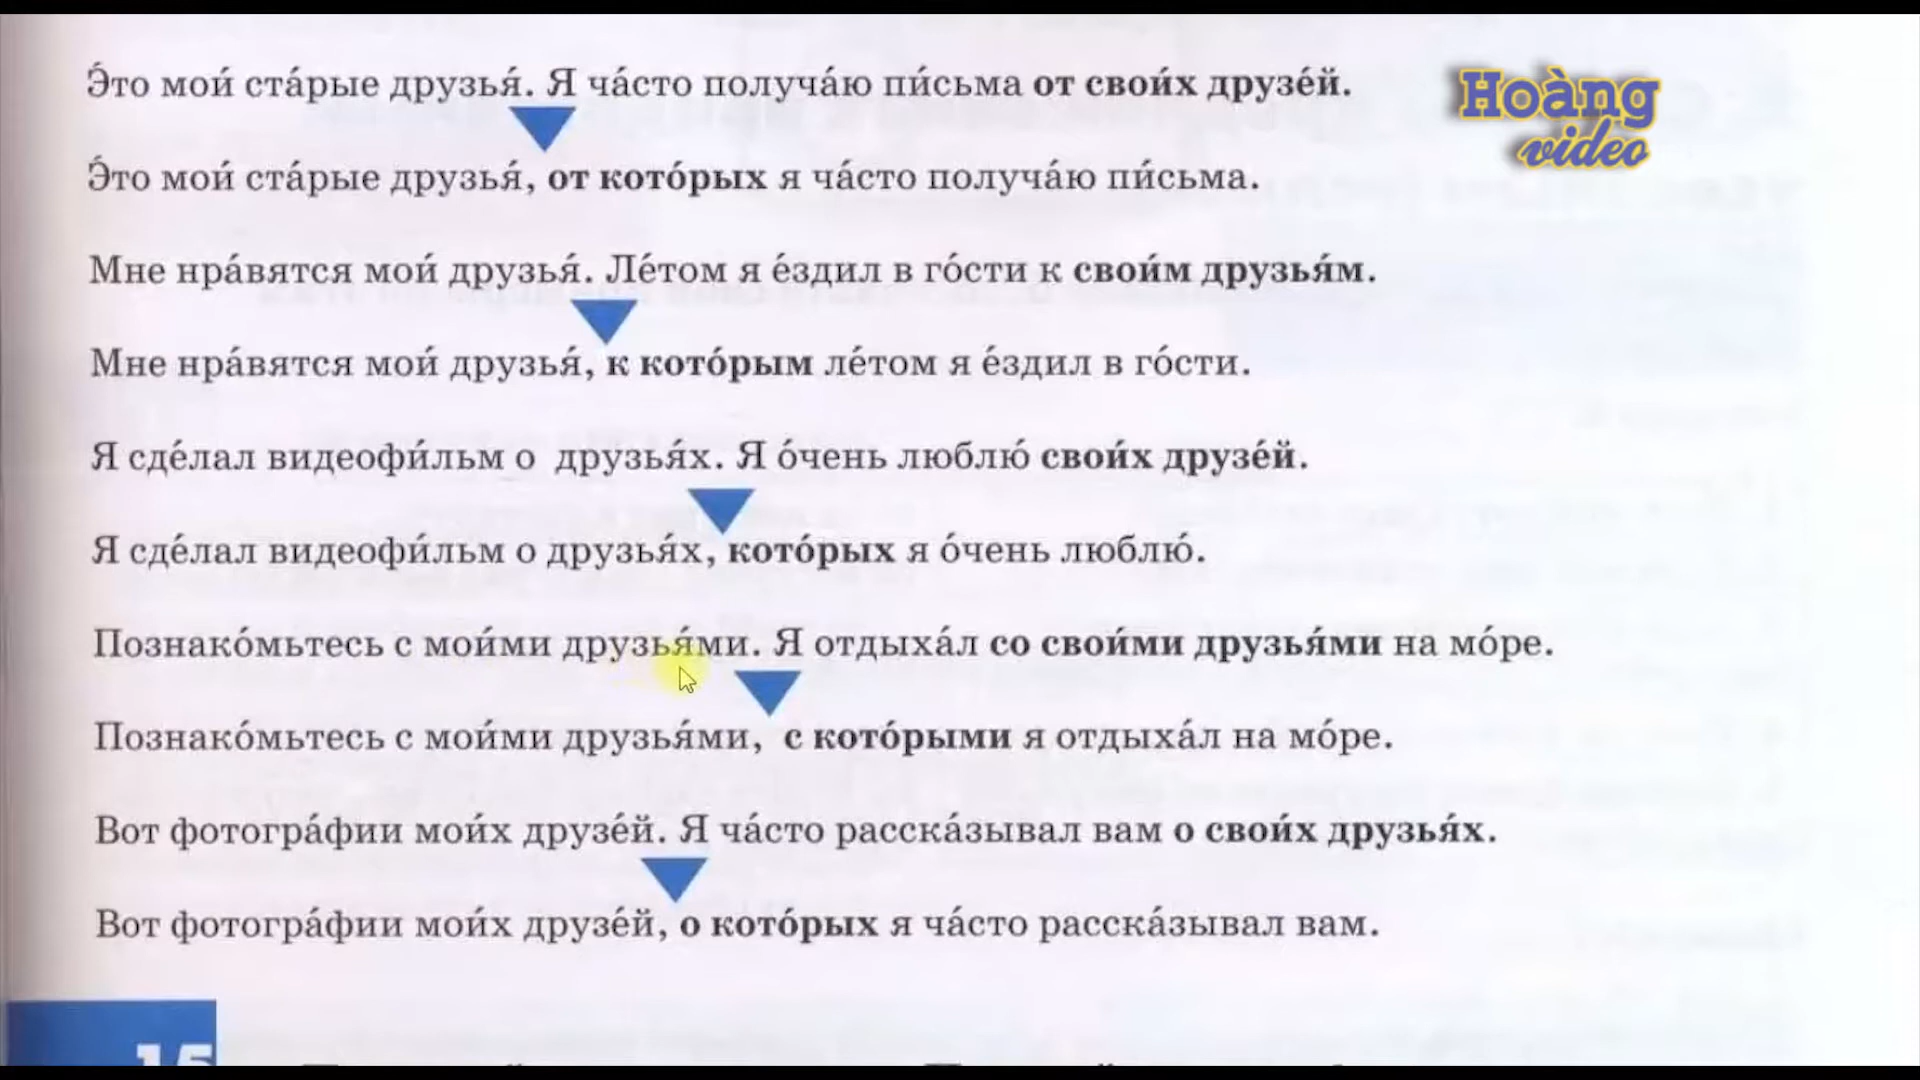 Э́то мои́ ста́рые друзья́. Я ча́сто получа́ю пи́сьма от свои́х друзе́й.
Hoàng
video
Э́то мои́ ста́рые друзья́, от кото́рых я ча́сто получа́ю пи́сьма.
Мне нра́вятся мои́ друзья́. Ле́том я е́здил в го́сти к свои́м друзья́м.
Мне нра́вятся мои́ друзья́, к кото́рым ле́том я е́здил в го́сти.
Я сде́лал видеофи́льм о друзья́х. Я о́чень люблю́ свои́х друзе́й.
Я сде́лал видеофи́льм о друзья́х, кото́рых я о́чень люблю́.
Познако́мьтесь с мои́ми друзья́ми. Я отдыха́л со свои́ми друзья́ми на мо́ре.
Познако́мьтесь с мои́ми друзья́ми, с кото́рыми я отдыха́л на мо́ре.
Вот фотогра́фии мои́х друзе́й. Я ча́сто расска́зывал вам о свои́х друзья́х.
Вот фотогра́фии мои́х друзе́й, о кото́рых я ча́сто расска́зывал вам.